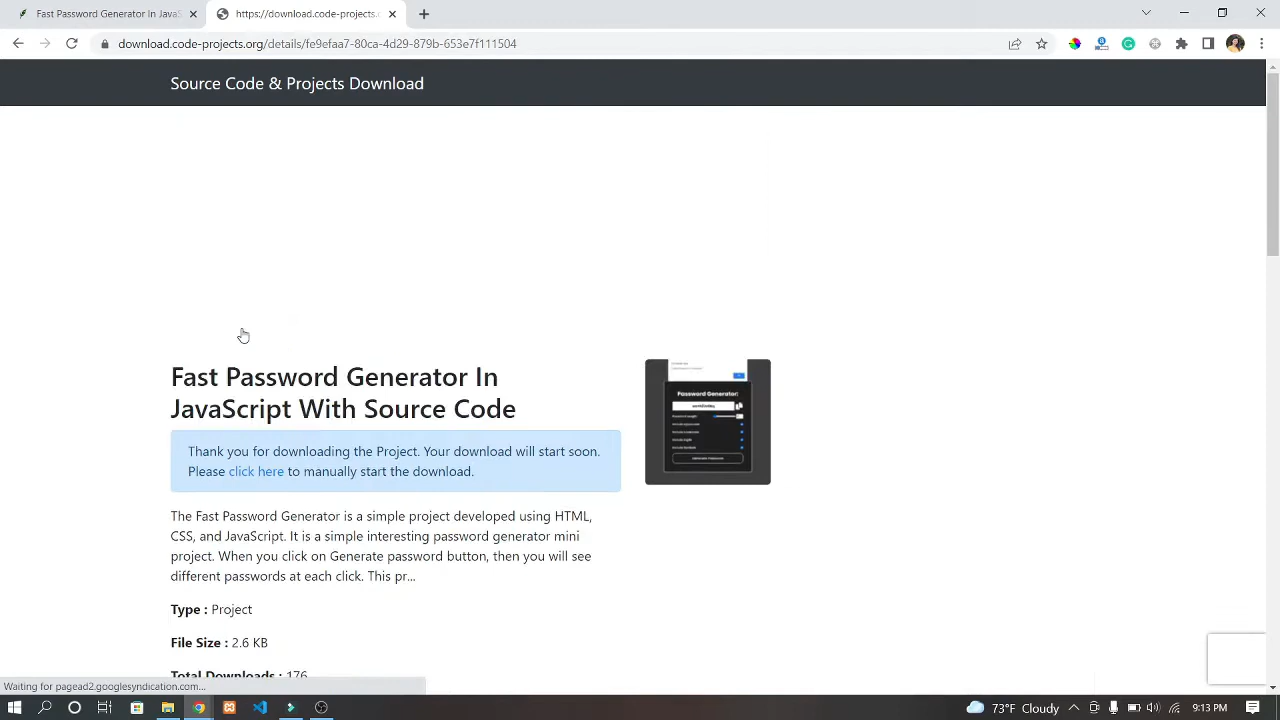 Fast Password Generator In JavaS
https://download.code-projects.o
download.code-projects.org/details/fe9efaa7-80ca-4d29-87cb-653e7f111504
Source Code & Projects Download
Fast Password Generator In
JavaScript With Source Code
Thank you for downloading the Project. Your download will start soon.
Please click here to manually start the download.
Password Generator
The Fast Password Generator is a simple project developed using HTML,
CSS, and JavaScript. It is a simple interesting password generator mini
project. When you click on Generate password button, then you will see
different passwords at each click. This pr...
Type : Project
File Size : 2.6 KB
Total Downloads : 176
Waiting for pagead2.googlesyndication.com...
73°F Cloudy
9:13 PM